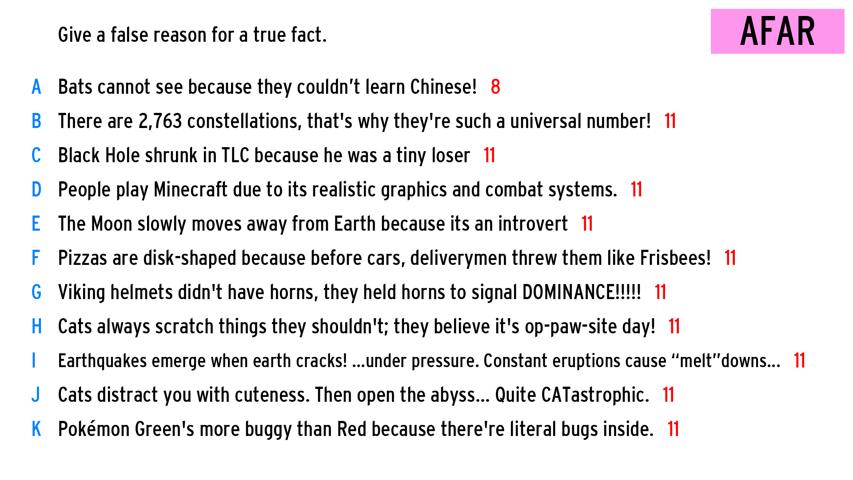 Give a false reason for a true fact.
AFAR
A Bats cannot see because they couldn’t learn Chinese! 8
B There are 2,763 constellations, that's why they're such a universal number! 11
C Black Hole shrunk in TLC because he was a tiny loser 11
D People play Minecraft due to its realistic graphics and combat systems. 11
E The Moon slowly moves away from Earth because its an introvert 11
F Pizzas are disk-shaped because before cars, deliverymen threw them like Frisbees! 11
G Viking helmets didn't have horns, they held horns to signal DOMINANCE!!!!! 11
H Cats always scratch things they shouldn't; they believe it's op-paw-site day! 11
I Earthquakes emerge when earth cracks! ...under pressure. Constant eruptions cause “melt”downs... 11
J Cats distract you with cuteness. Then open the abyss... Quite CATastrophic. 11
K Pokémon Green's more buggy than Red because there're literal bugs inside. 11